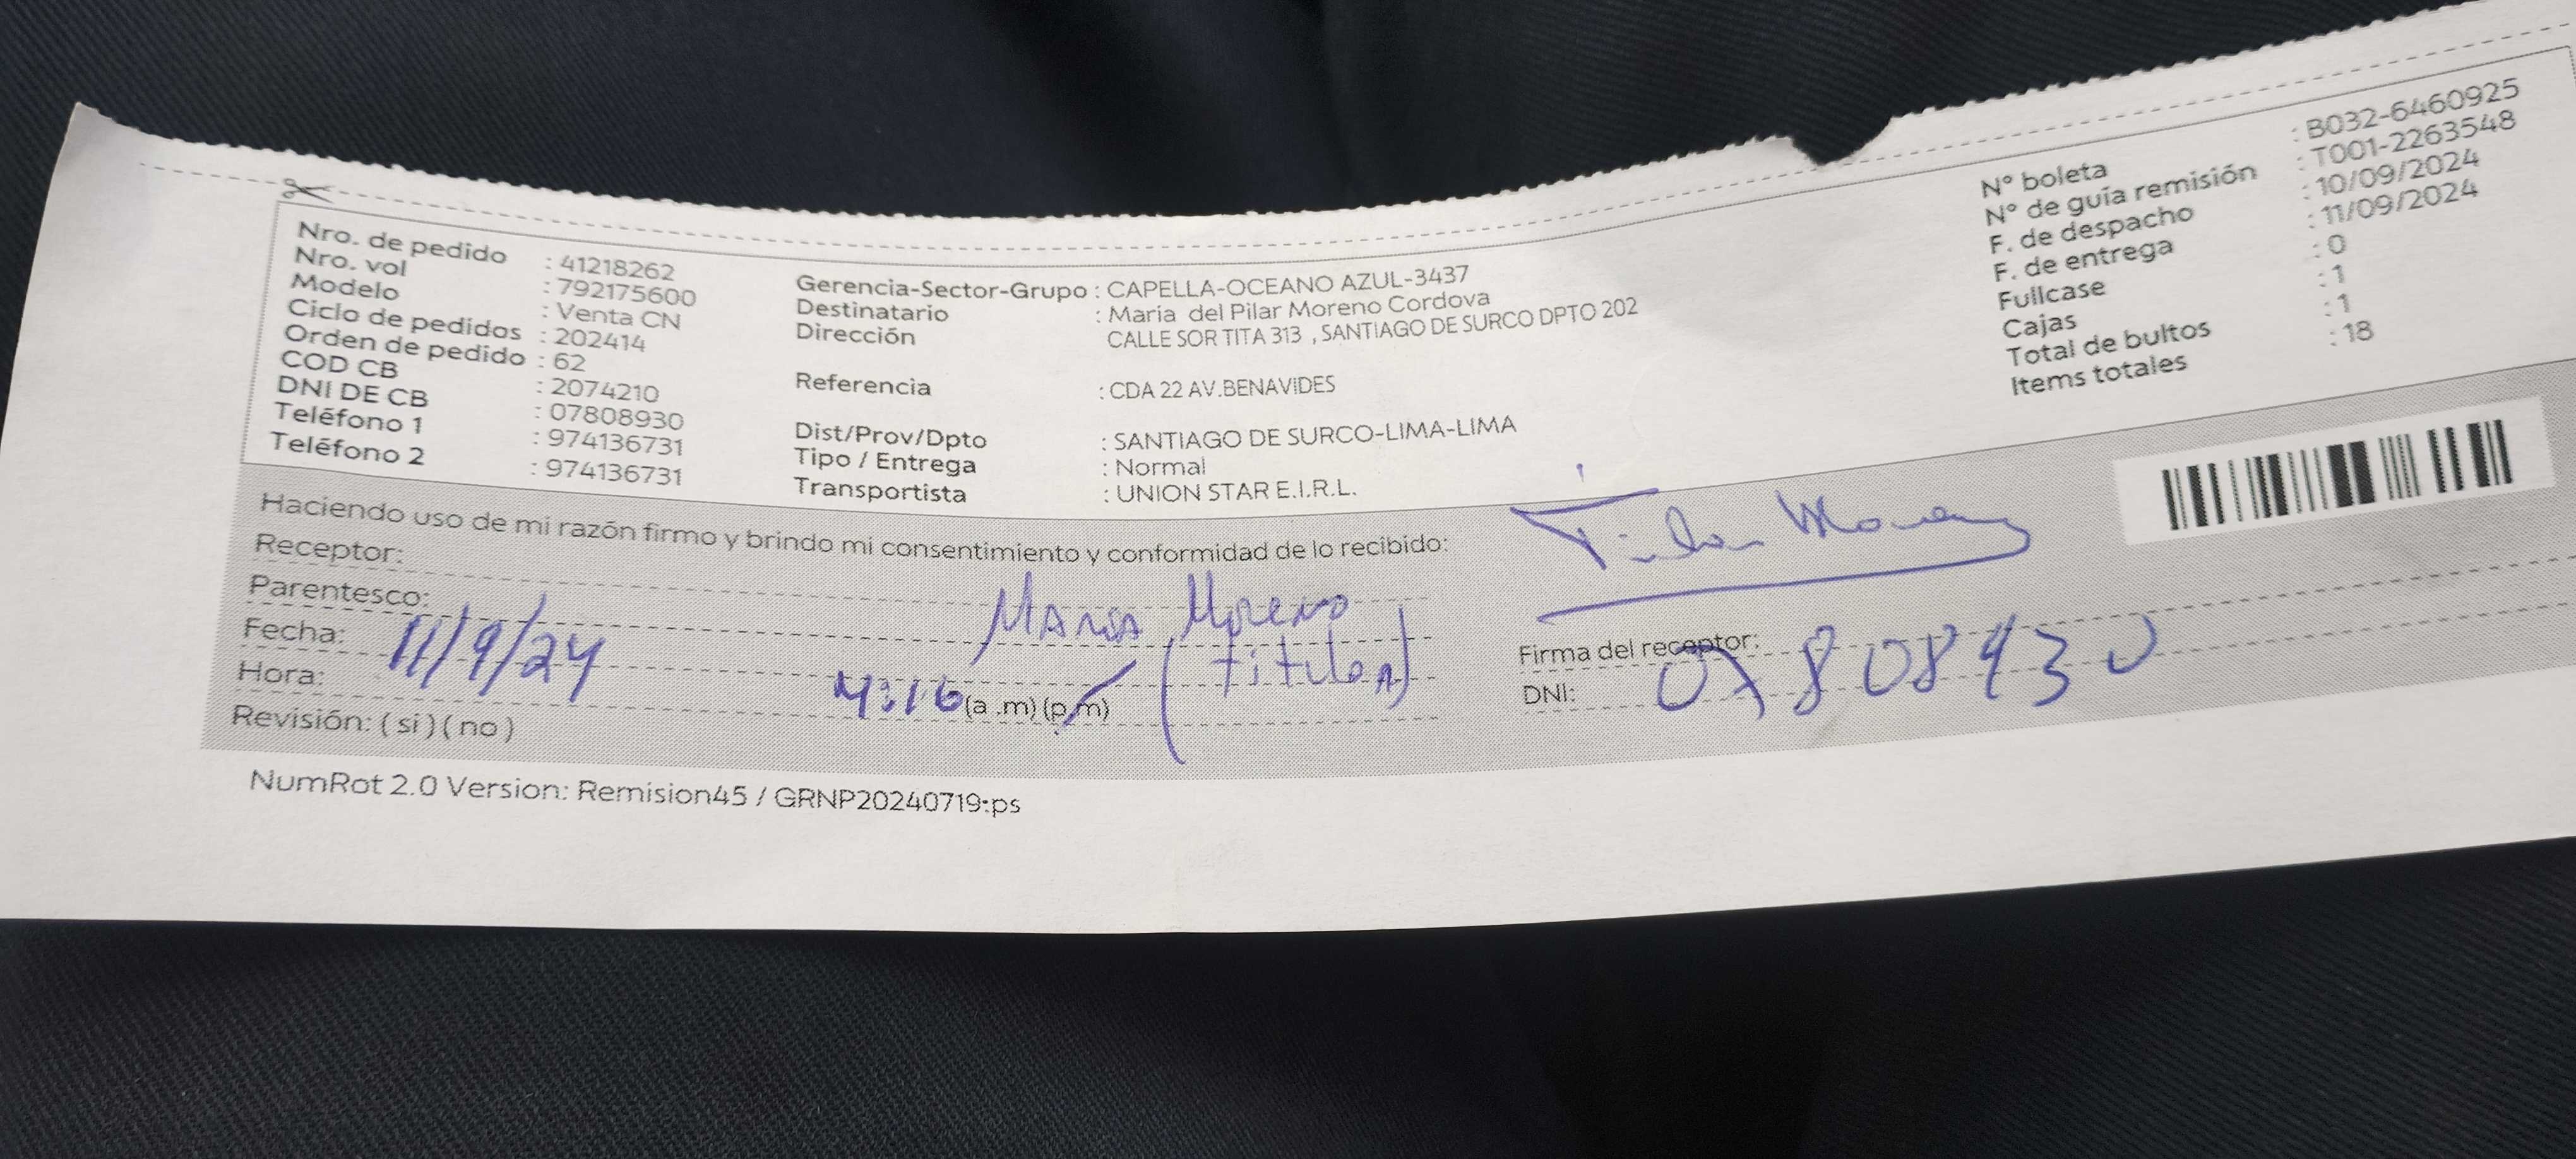 Nro. de pedido : 41218262
Nro. vol : 792175600
Modelo : Venta CN
Ciclo de pedidos : 202414
Orden de pedido : 62
COD CB : 2074210
DNI DE CB : 07808930
Teléfono 1 : 974136731
Teléfono 2 : 974136731
Gerencia-Sector-Grupo : CAPELLA-OCEANO AZUL-3437
Destinatario : Maria del Pilar Moreno Cordova
Dirección CALLE SOR TITA 313 , SANTIAGO DE SURCO DPTO 202
Referencia : CDA 22 AV.BENAVIDES
Dist/Prov/Dpto : SANTIAGO DE SURCO-LIMA-LIMA
Tipo / Entrega : Normal
Transportista : UNION STAR E.I.R.L.
N° boleta : B032-6460925
N° de guía remisión : T001-2263548
F. de despacho : 10/09/2024
F. de entrega : 11/09/2024
Fullcase : 0
Cajas : 1
Total de bultos : 1
Items totales : 18
Haciendo uso de mi razón firmo y brindo mi consentimiento y conformidad de lo recibido:
Receptor: Maria Moreno
Parentesco: (titular)
Fecha: 11/9/24
Hora: 4:16 (a .m) (p.m)
Revisión: ( si ) ( no )
Firma del receptor:
DNI: 07808930
NumRot 2.0 Version: Remision45 / GRNP20240719:ps